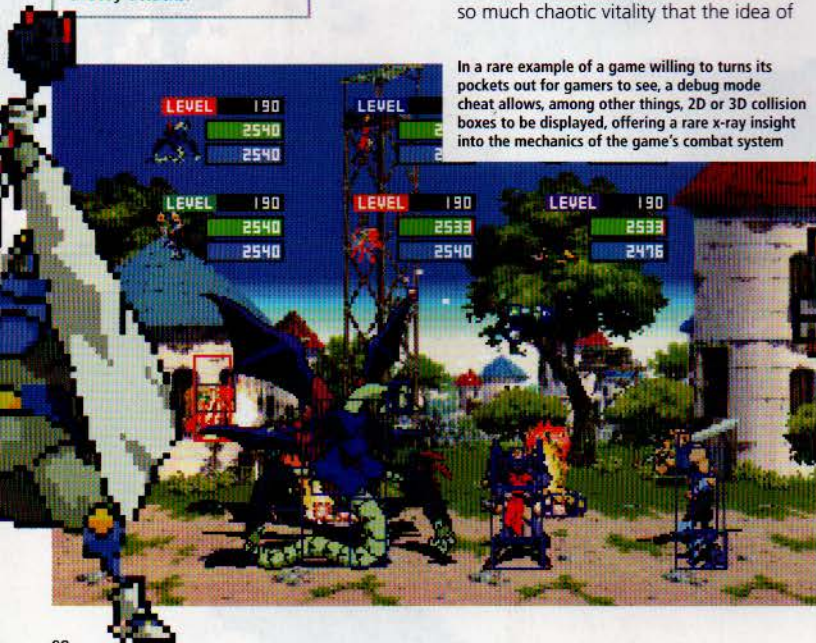 so much chaotic vitality that the idea of
In a rare example of a game willing to turns its
pockets out for gamers to see, a debug mode
cheat allows, among other things, 2D or 3D collision
boxes to be displayed, offering a rare x-ray insight
into the mechanics of the game's combat system
LEVEL 190
2540
2540
LEVEL
LEVEL 190
2540
2540
LEVEL 190
2533
2540
LEVEL 190
2533
2476